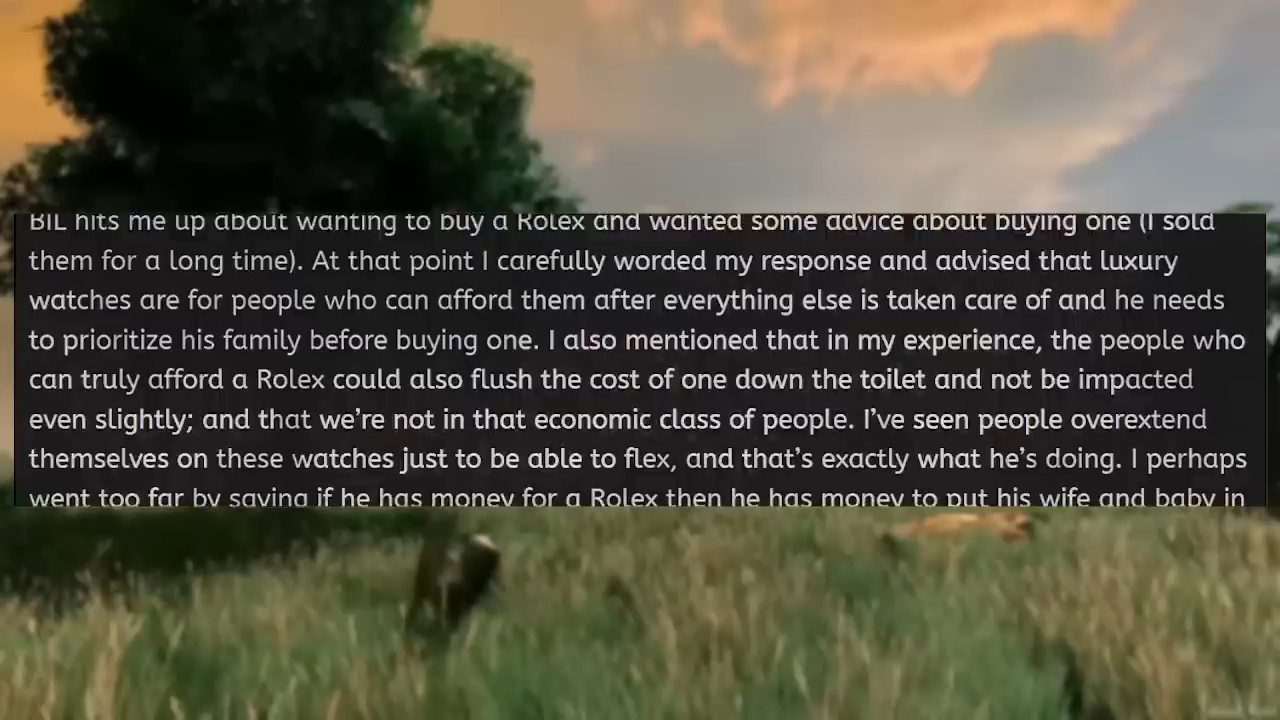 BIL hits me up about wanting to buy a Rolex and wanted some advice about buying one (I sold
them for a long time). At that point I carefully worded my response and advised that luxury
watches are for people who can afford them after everything else is taken care of and he needs
to prioritize his family before buying one. I also mentioned that in my experience, the people who
can truly afford a Rolex could also flush the cost of one down the toilet and not be impacted
even slightly; and that we’re not in that economic class of people. I’ve seen people overextend
themselves on these watches just to be able to flex, and that’s exactly what he’s doing. I perhaps
went too far by saying if he has money for a Rolex then he has money to put his wife and baby in